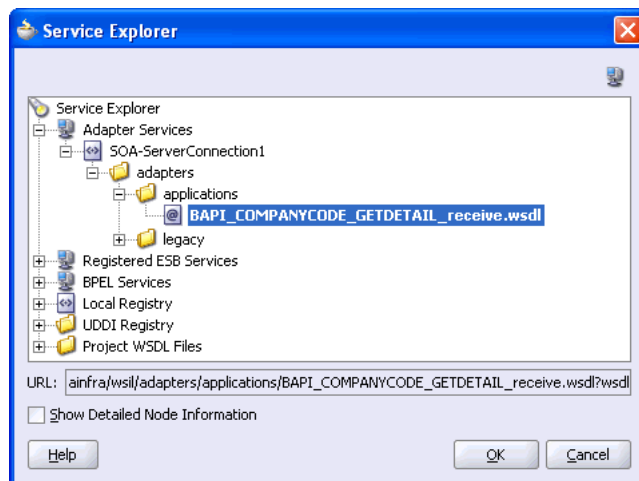 Service Explorer
Service Explorer
Adapter Services
SOA-ServerConnection1
adapters
applications
BAPI_COMPANYCODE_GETDETAIL_receive.wsdl
legacy
Registered ESB Services
BPEL Services
Local Registry
UDDI Registry
Project WSDL Files
URL: ainfra/wsil/adapters/applications/BAPI_COMPANYCODE_GETDETAIL_receive.wsdl?wsdl
Show Detailed Node Information
Help OK Cancel